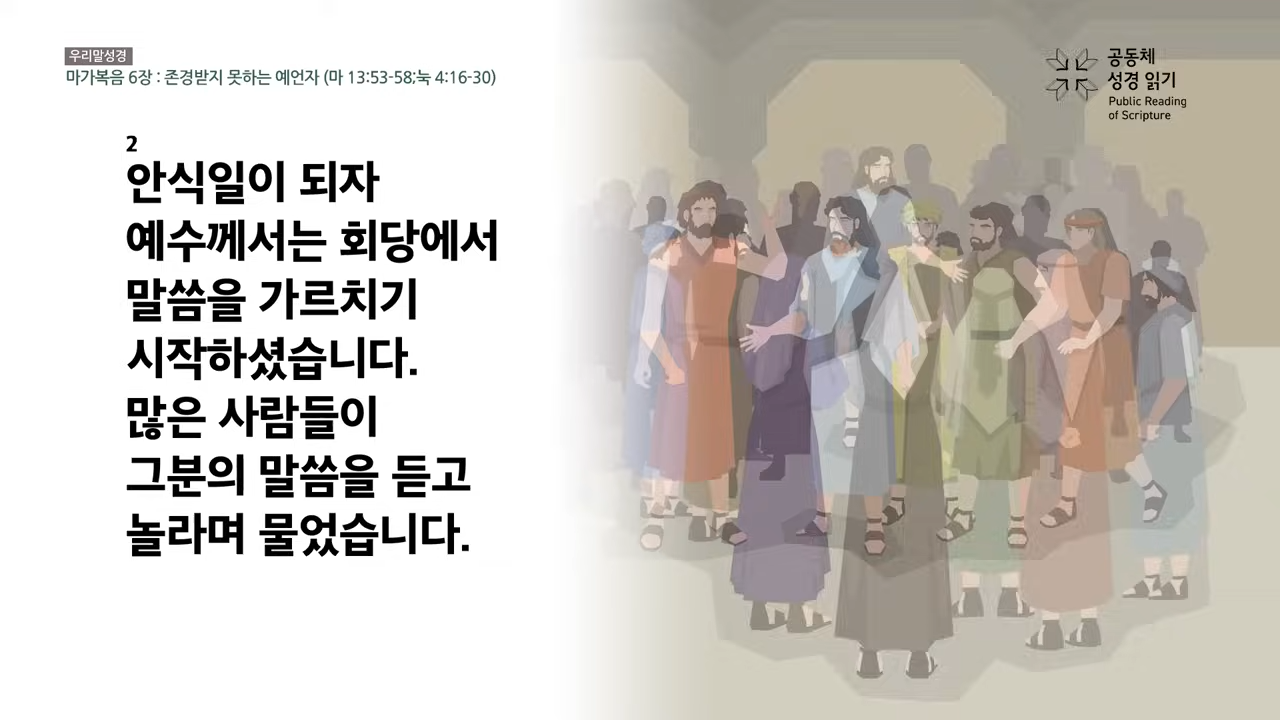 우리말성경
마가복음 6장 : 존경받지 못하는 예언자 (마 13:53-58;눅 4:16-30)
2
안식일이 되자
예수께서는 회당에서
말씀을 가르치기
시작하셨습니다.
많은 사람들이
그분의 말씀을 듣고
놀라며 물었습니다.
공동체
성경 읽기
Public Reading
of Scripture